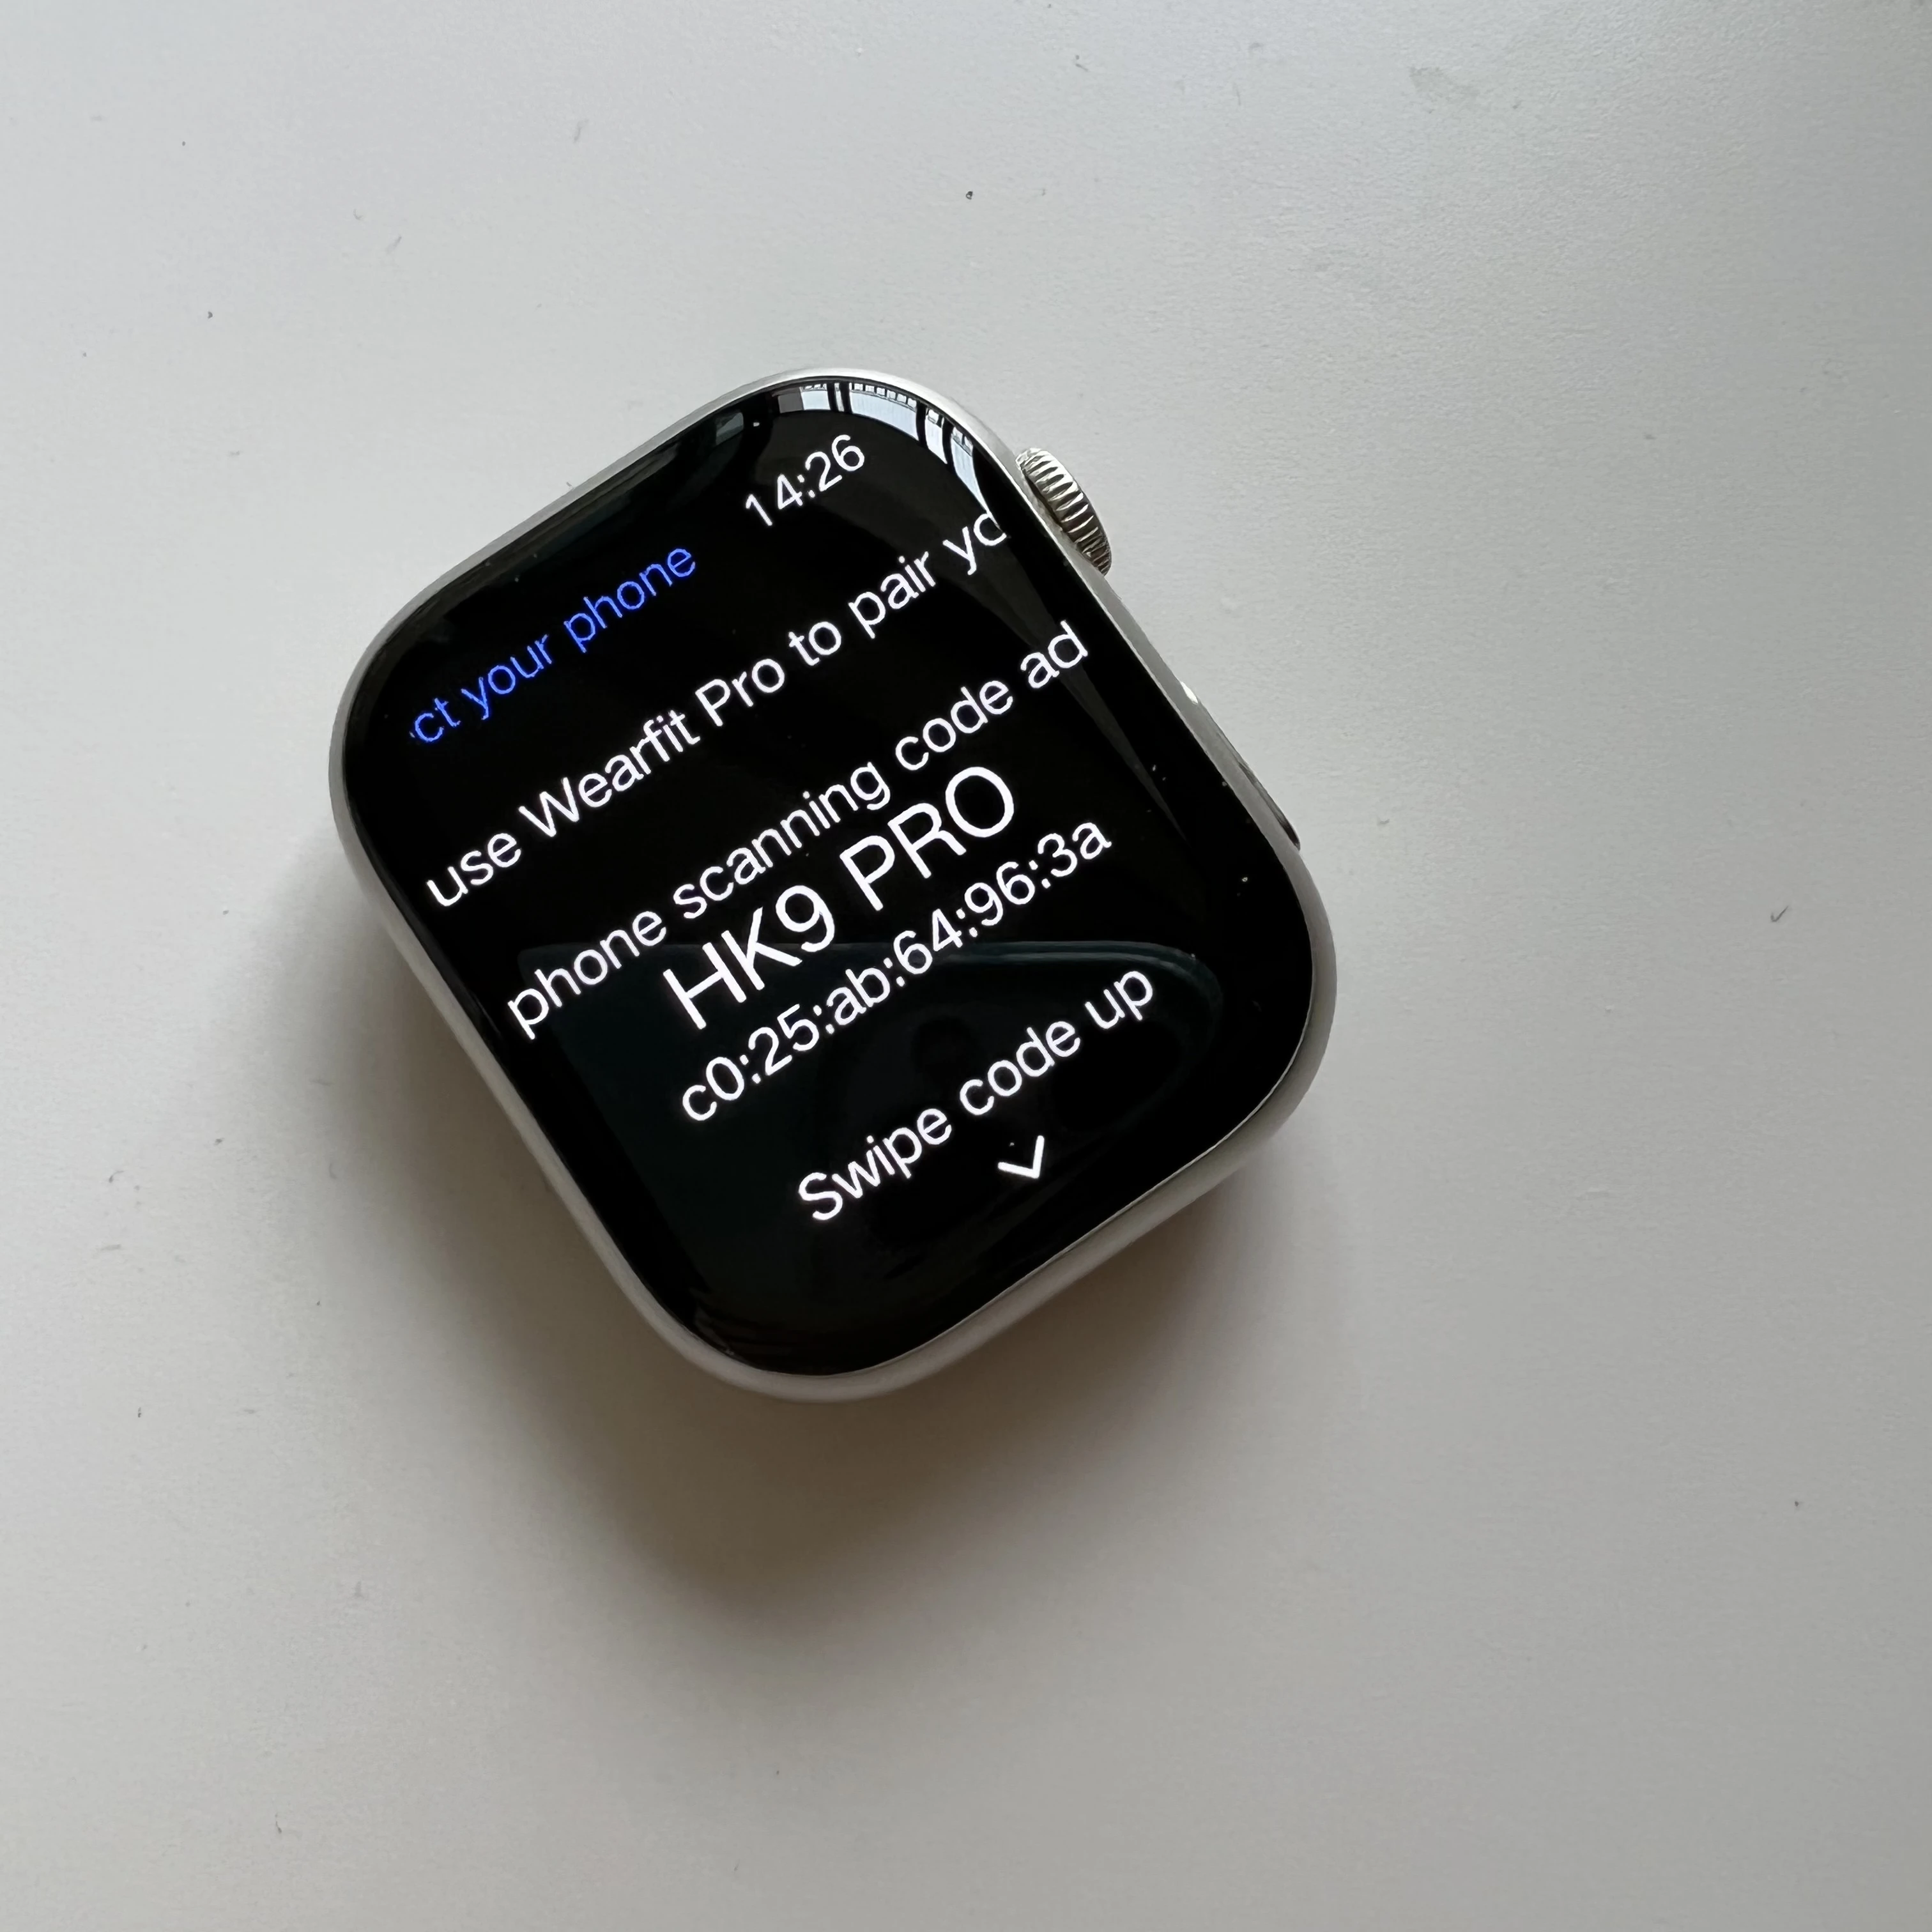 ct your phone
14:26
use Wearfit Pro to pair yo
phone scanning code ad
HK9 PRO
c0:25:ab:64:96:3a
Swipe code up